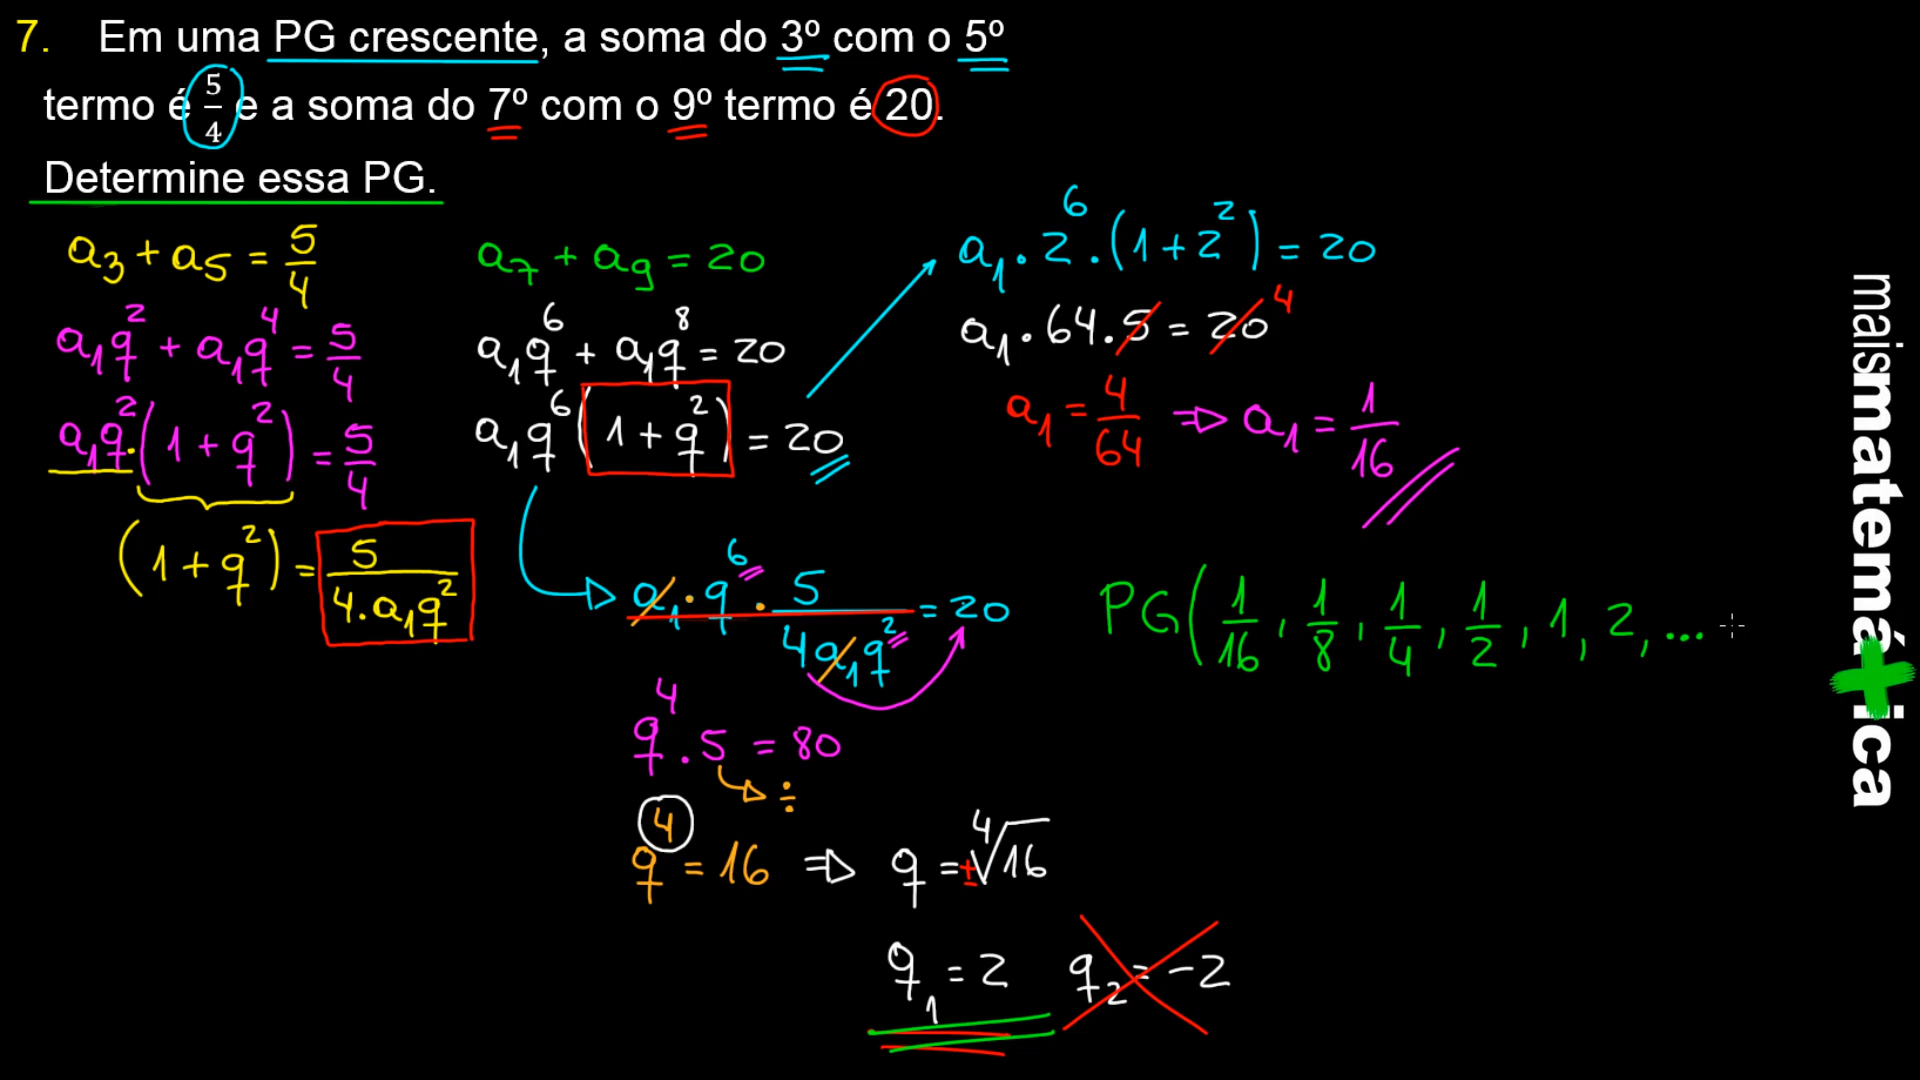 7. Em uma PG crescente, a soma do 3º com o 5º
termo é 5/4 e a soma do 7º com o 9º termo é 20.
Determine essa PG.
a₃ + a₅ = 5/4
a₁q² + a₁q⁴ = 5/4
a₁q² · (1 + q²) = 5/4
(1 + q²) = 5/(4·a₁q²)
a₇ + a₉ = 20
a₁q⁶ + a₁q⁸ = 20
a₁q⁶ (1 + q²) = 20
a₁ · q⁶ · 5/(4a₁q²) = 20
q⁴ · 5 = 80
÷
q⁴ = 16 ⇒ q = ±⁴√16
q₁ = 2 q₂ = -2
a₁ · 2⁶ · (1 + 2²) = 20
a₁ · 64 · 5 = 20 4
a₁ = 4/64 ⇒ a₁ = 1/16
PG(1/16, 1/8, 1/4, 1/2, 1, 2, ...
maismatemática